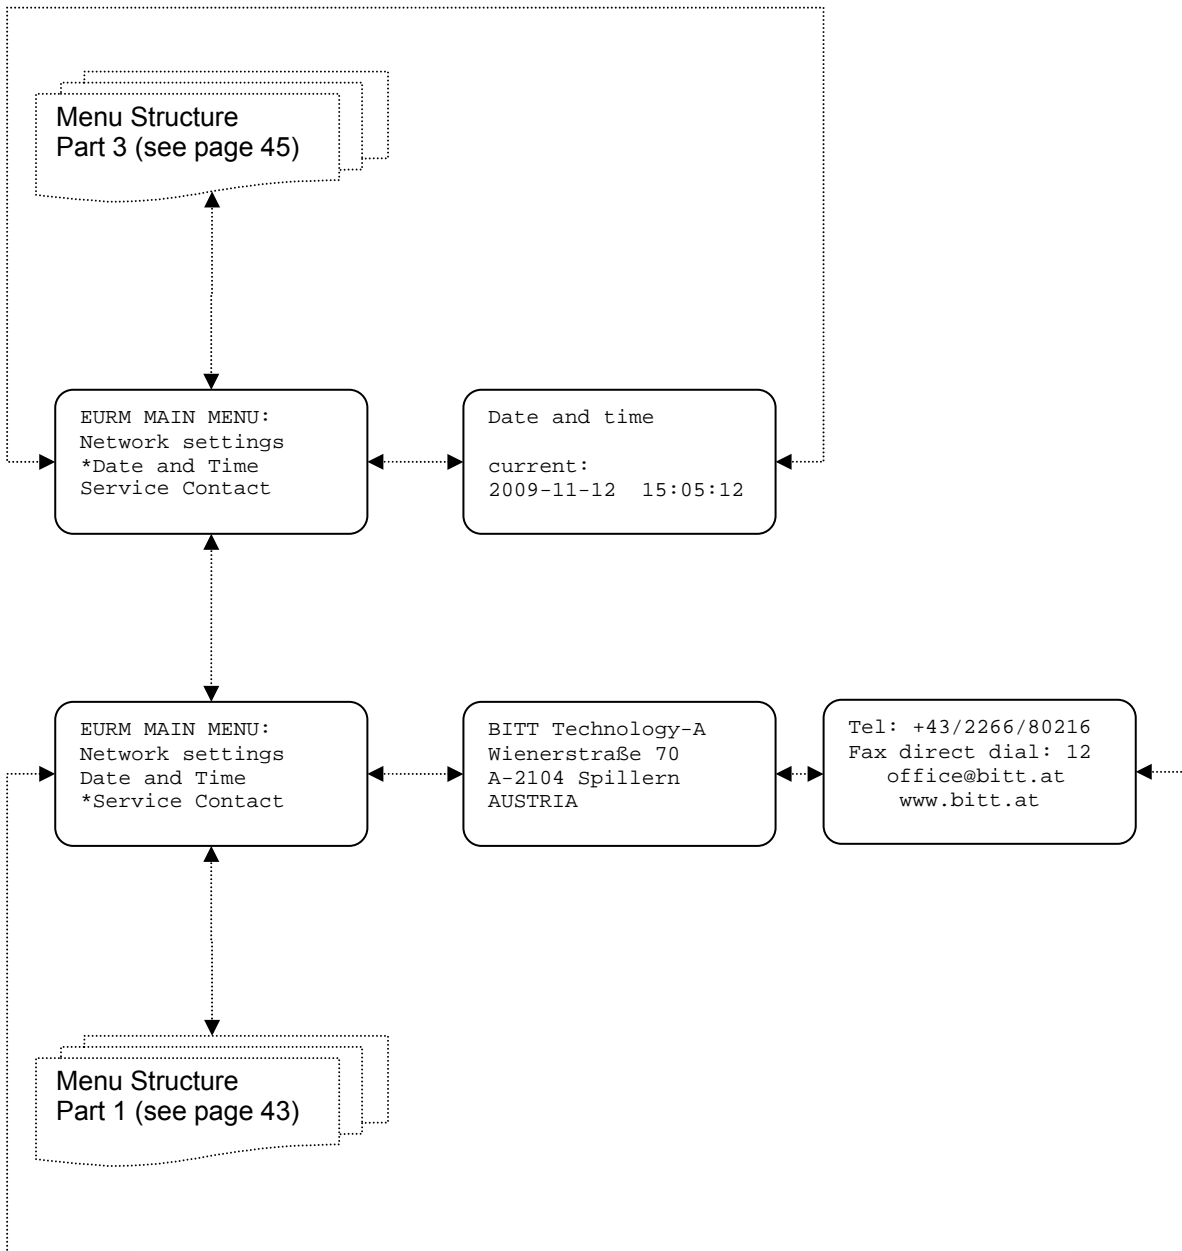 Menu Structure
Part 3 (see page 45)
EURM MAIN MENU:
Network settings
*Date and Time
Service Contact
Date and time
current:
2009-11-12  15:05:12
EURM MAIN MENU:
Network settings
Date and Time
*Service Contact
BITT Technology-A
Wienerstraße 70
A-2104 Spillern
AUSTRIA
Tel: +43/2266/80216
Fax direct dial: 12
office@bitt.at
www.bitt.at
Menu Structure
Part 1 (see page 43)